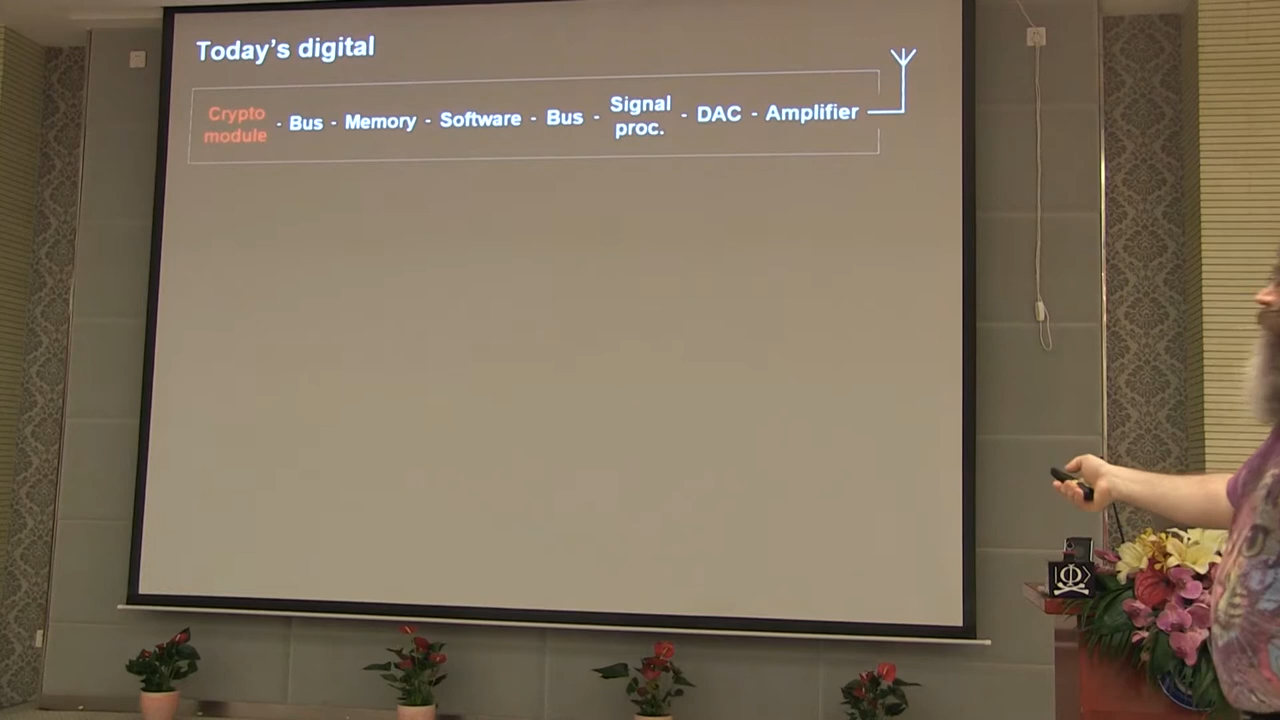 Today's digital
Crypto module - Bus - Memory - Software - Bus - Signal proc. - DAC - Amplifier
|Φ⟩